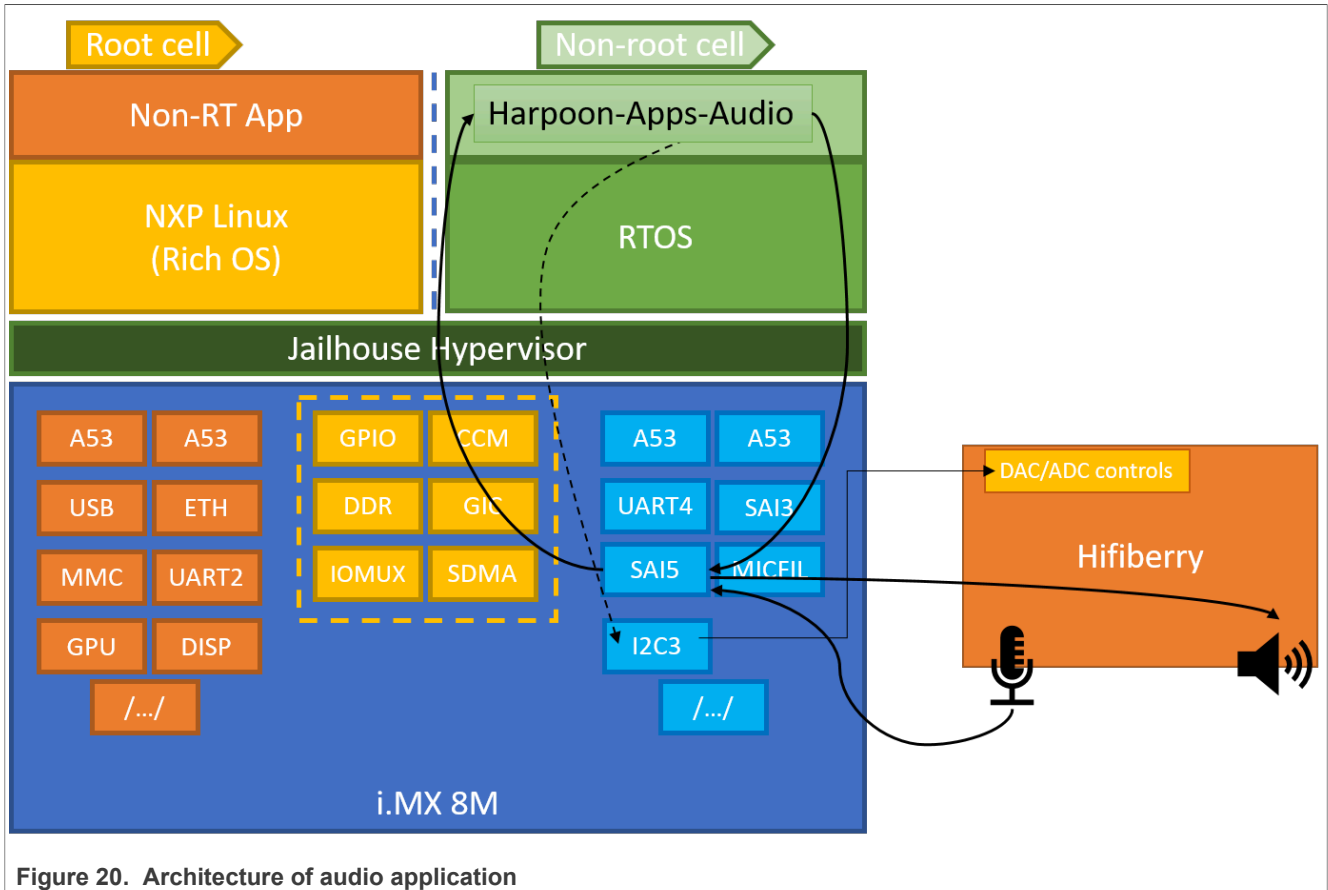 Root cell
Non-root cell
Non-RT App
Harpoon-Apps-Audio
NXP Linux
(Rich OS)
RTOS
Jailhouse Hypervisor
A53
A53
GPIO
CCM
A53
A53
USB
ETH
DDR
GIC
UART4
SAI3
MMC
UART2
IOMUX
SDMA
SAI5
MICFIL
GPU
DISP
I2C3
/.../
/.../
i.MX 8M
DAC/ADC controls
Hifiberry
Figure 20. Architecture of audio application